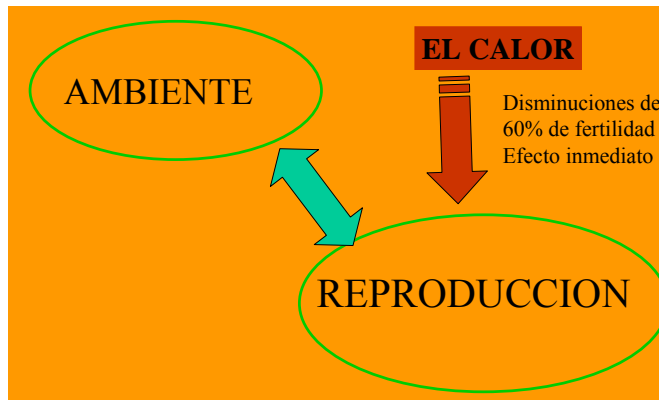 AMBIENTE
EL CALOR
Disminuciones de
60% de fertilidad
Efecto inmediato
REPRODUCCION